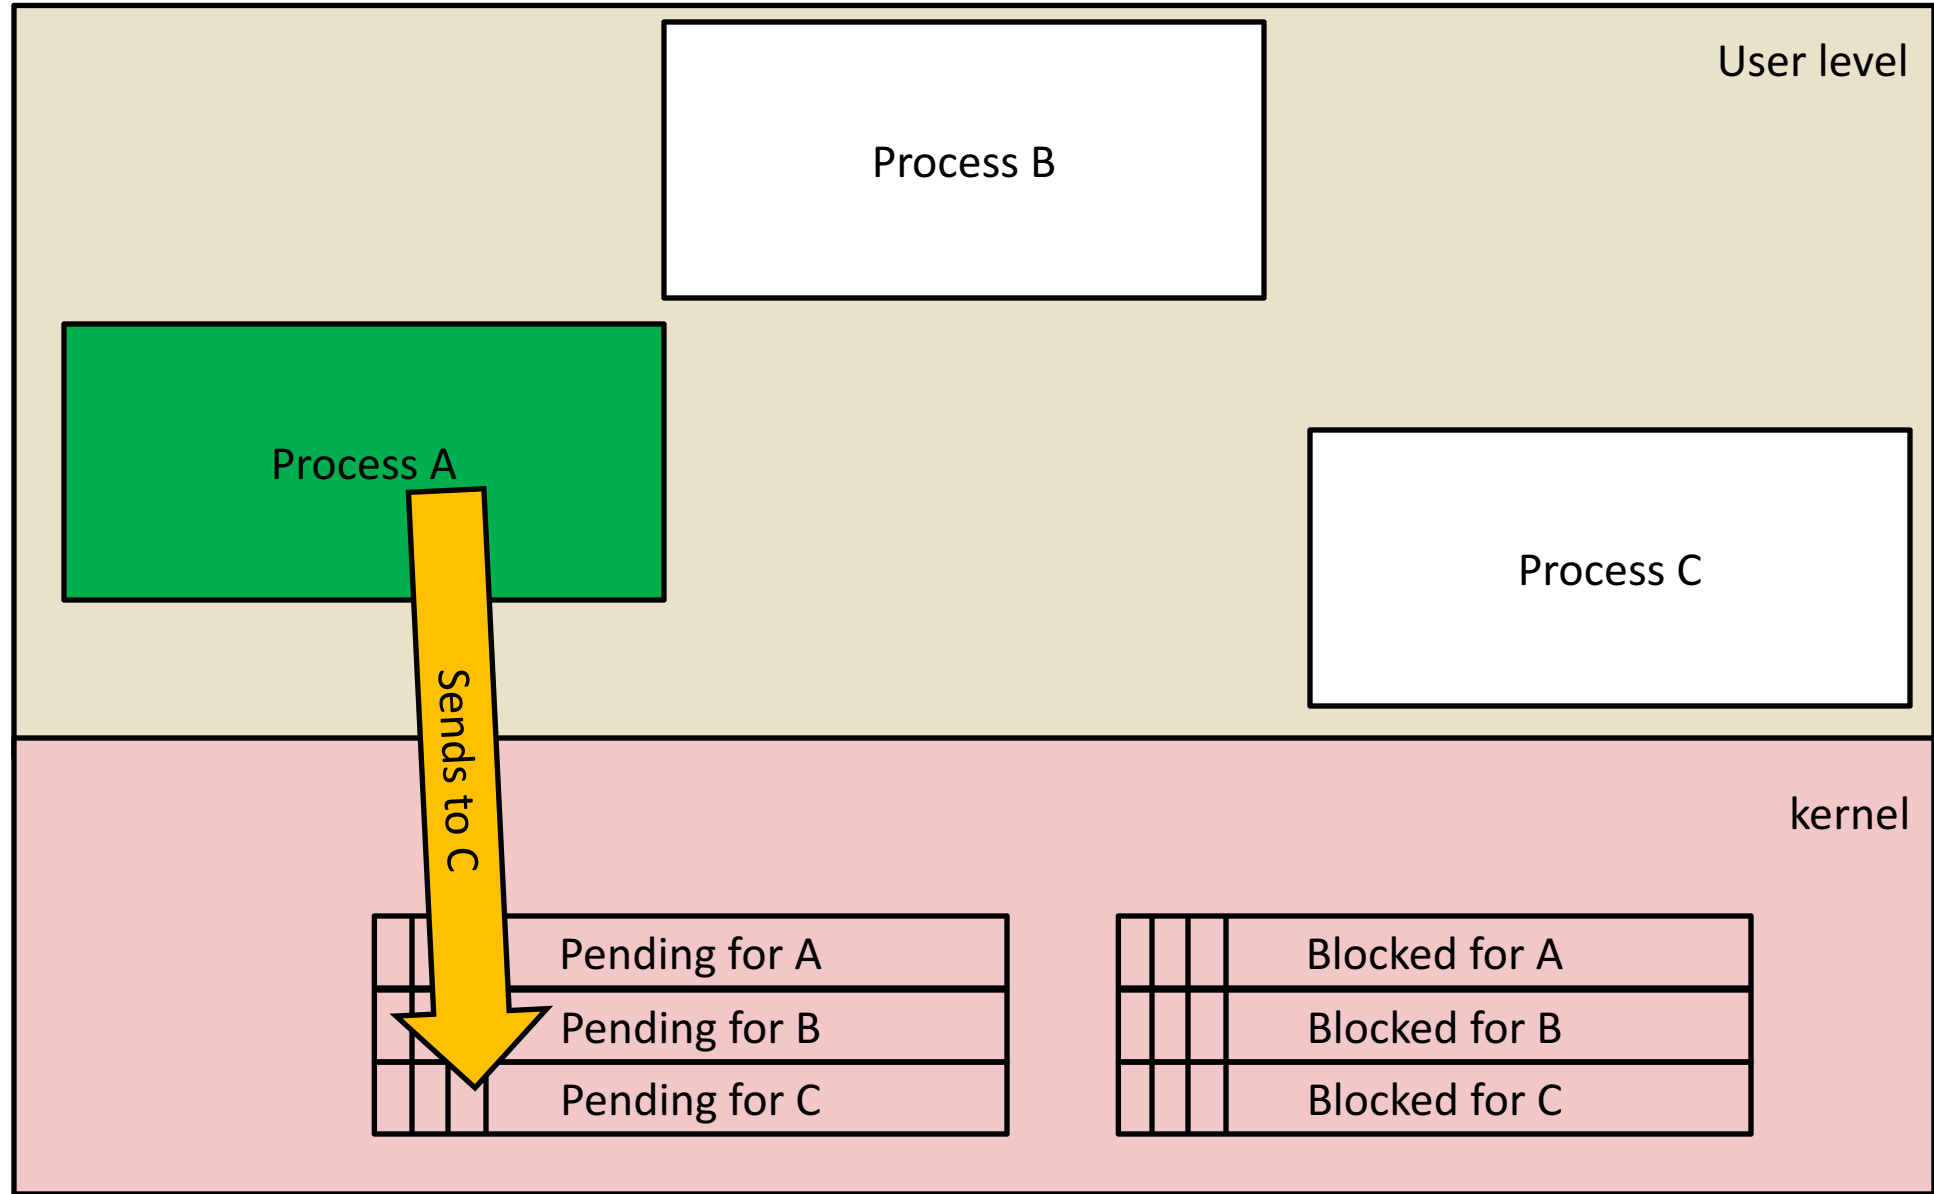 User level
Process B
Process A
Process C
Sends to C
kernel
Pending for A
Blocked for A
Pending for B
Blocked for B
Pending for C
Blocked for C